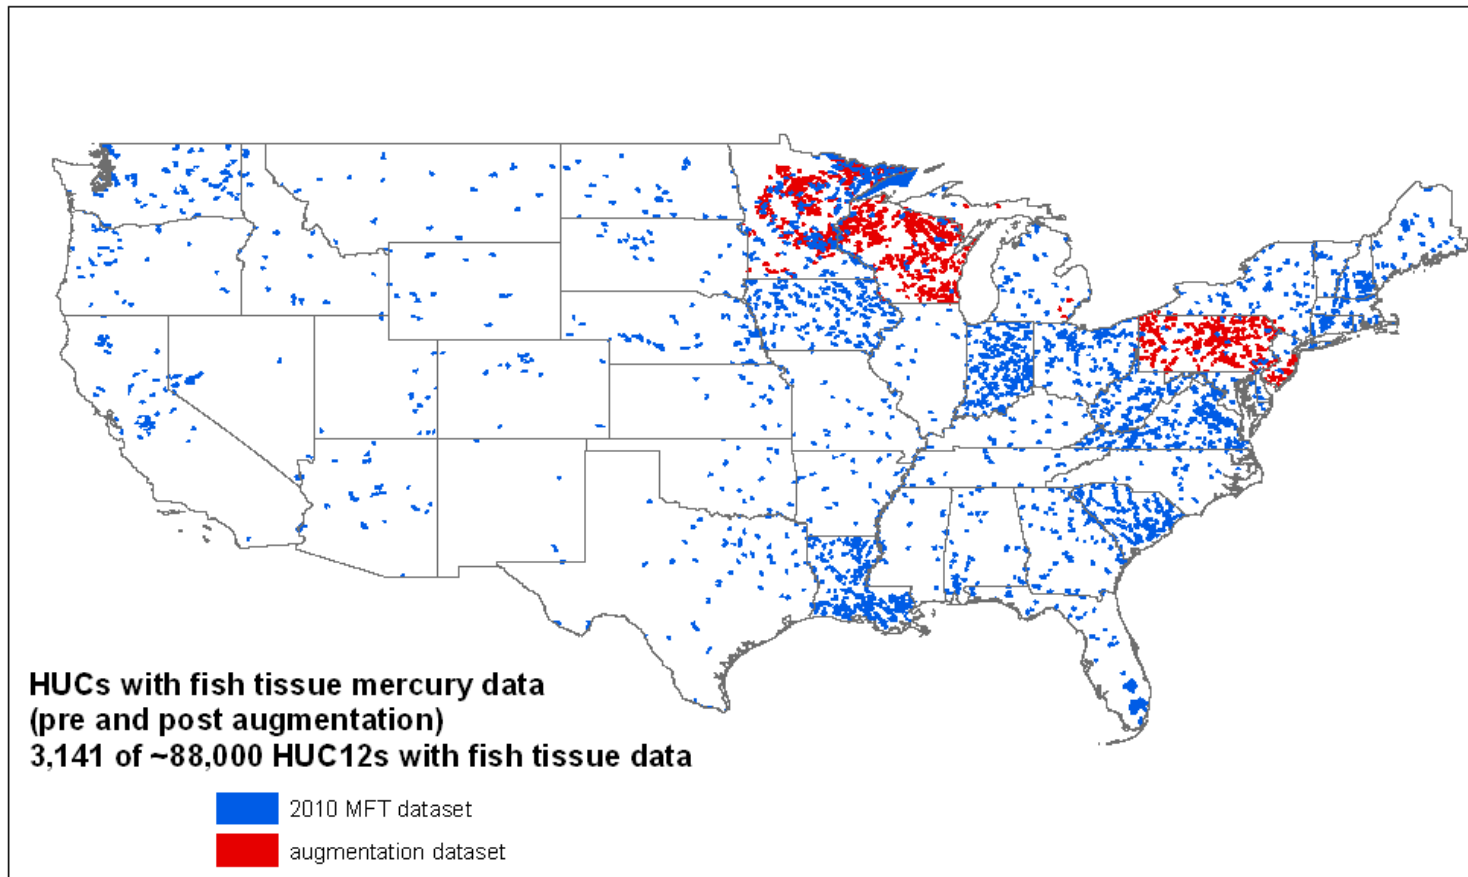 HUCs with fish tissue mercury data
(pre and post augmentation)
3,141 of ~88,000 HUC12s with fish tissue data
2010 MFT dataset
augmentation dataset